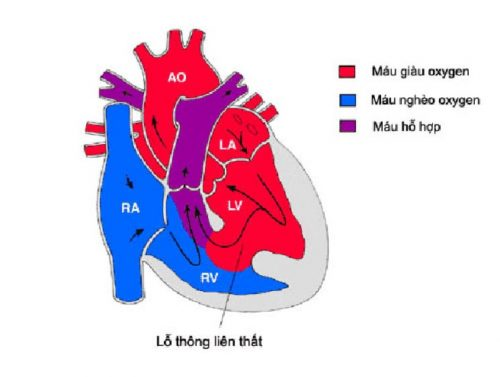 AO
Máu giàu oxygen
Máu nghèo oxygen
Máu hỗ hợp
LA
RA
LV
RV
Lỗ thông liên thất